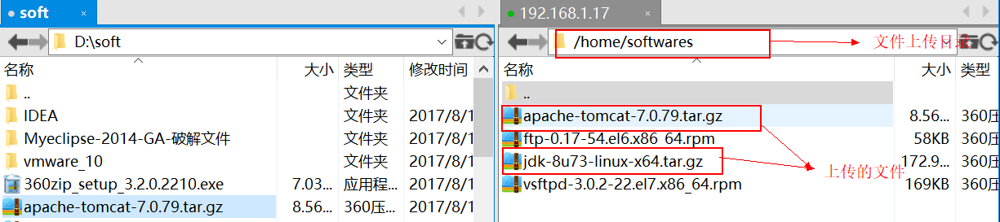 soft
192.168.1.17
D:\soft
/home/softwares
文件上传目录
名称 大小 类型 修改时间
名称 大小 类型
.. 文件夹
..
IDEA 文件夹 2017/8/1
apache-tomcat-7.0.79.tar.gz 8.56... 360压
Myeclipse-2014-GA-破解文件 文件夹 2017/8/1
ftp-0.17-54.el6.x86_64.rpm 58KB 360压
vmware_10 文件夹 2017/8/1
jdk-8u73-linux-x64.tar.gz 172.9... 360压
上传的文件
360zip_setup_3.2.0.2210.exe 7.03... 应用程... 2017/8/1
vsftpd-3.0.2-22.el7.x86_64.rpm 169KB 360压
apache-tomcat-7.0.79.tar.gz 8.56... 360压... 2017/8/1